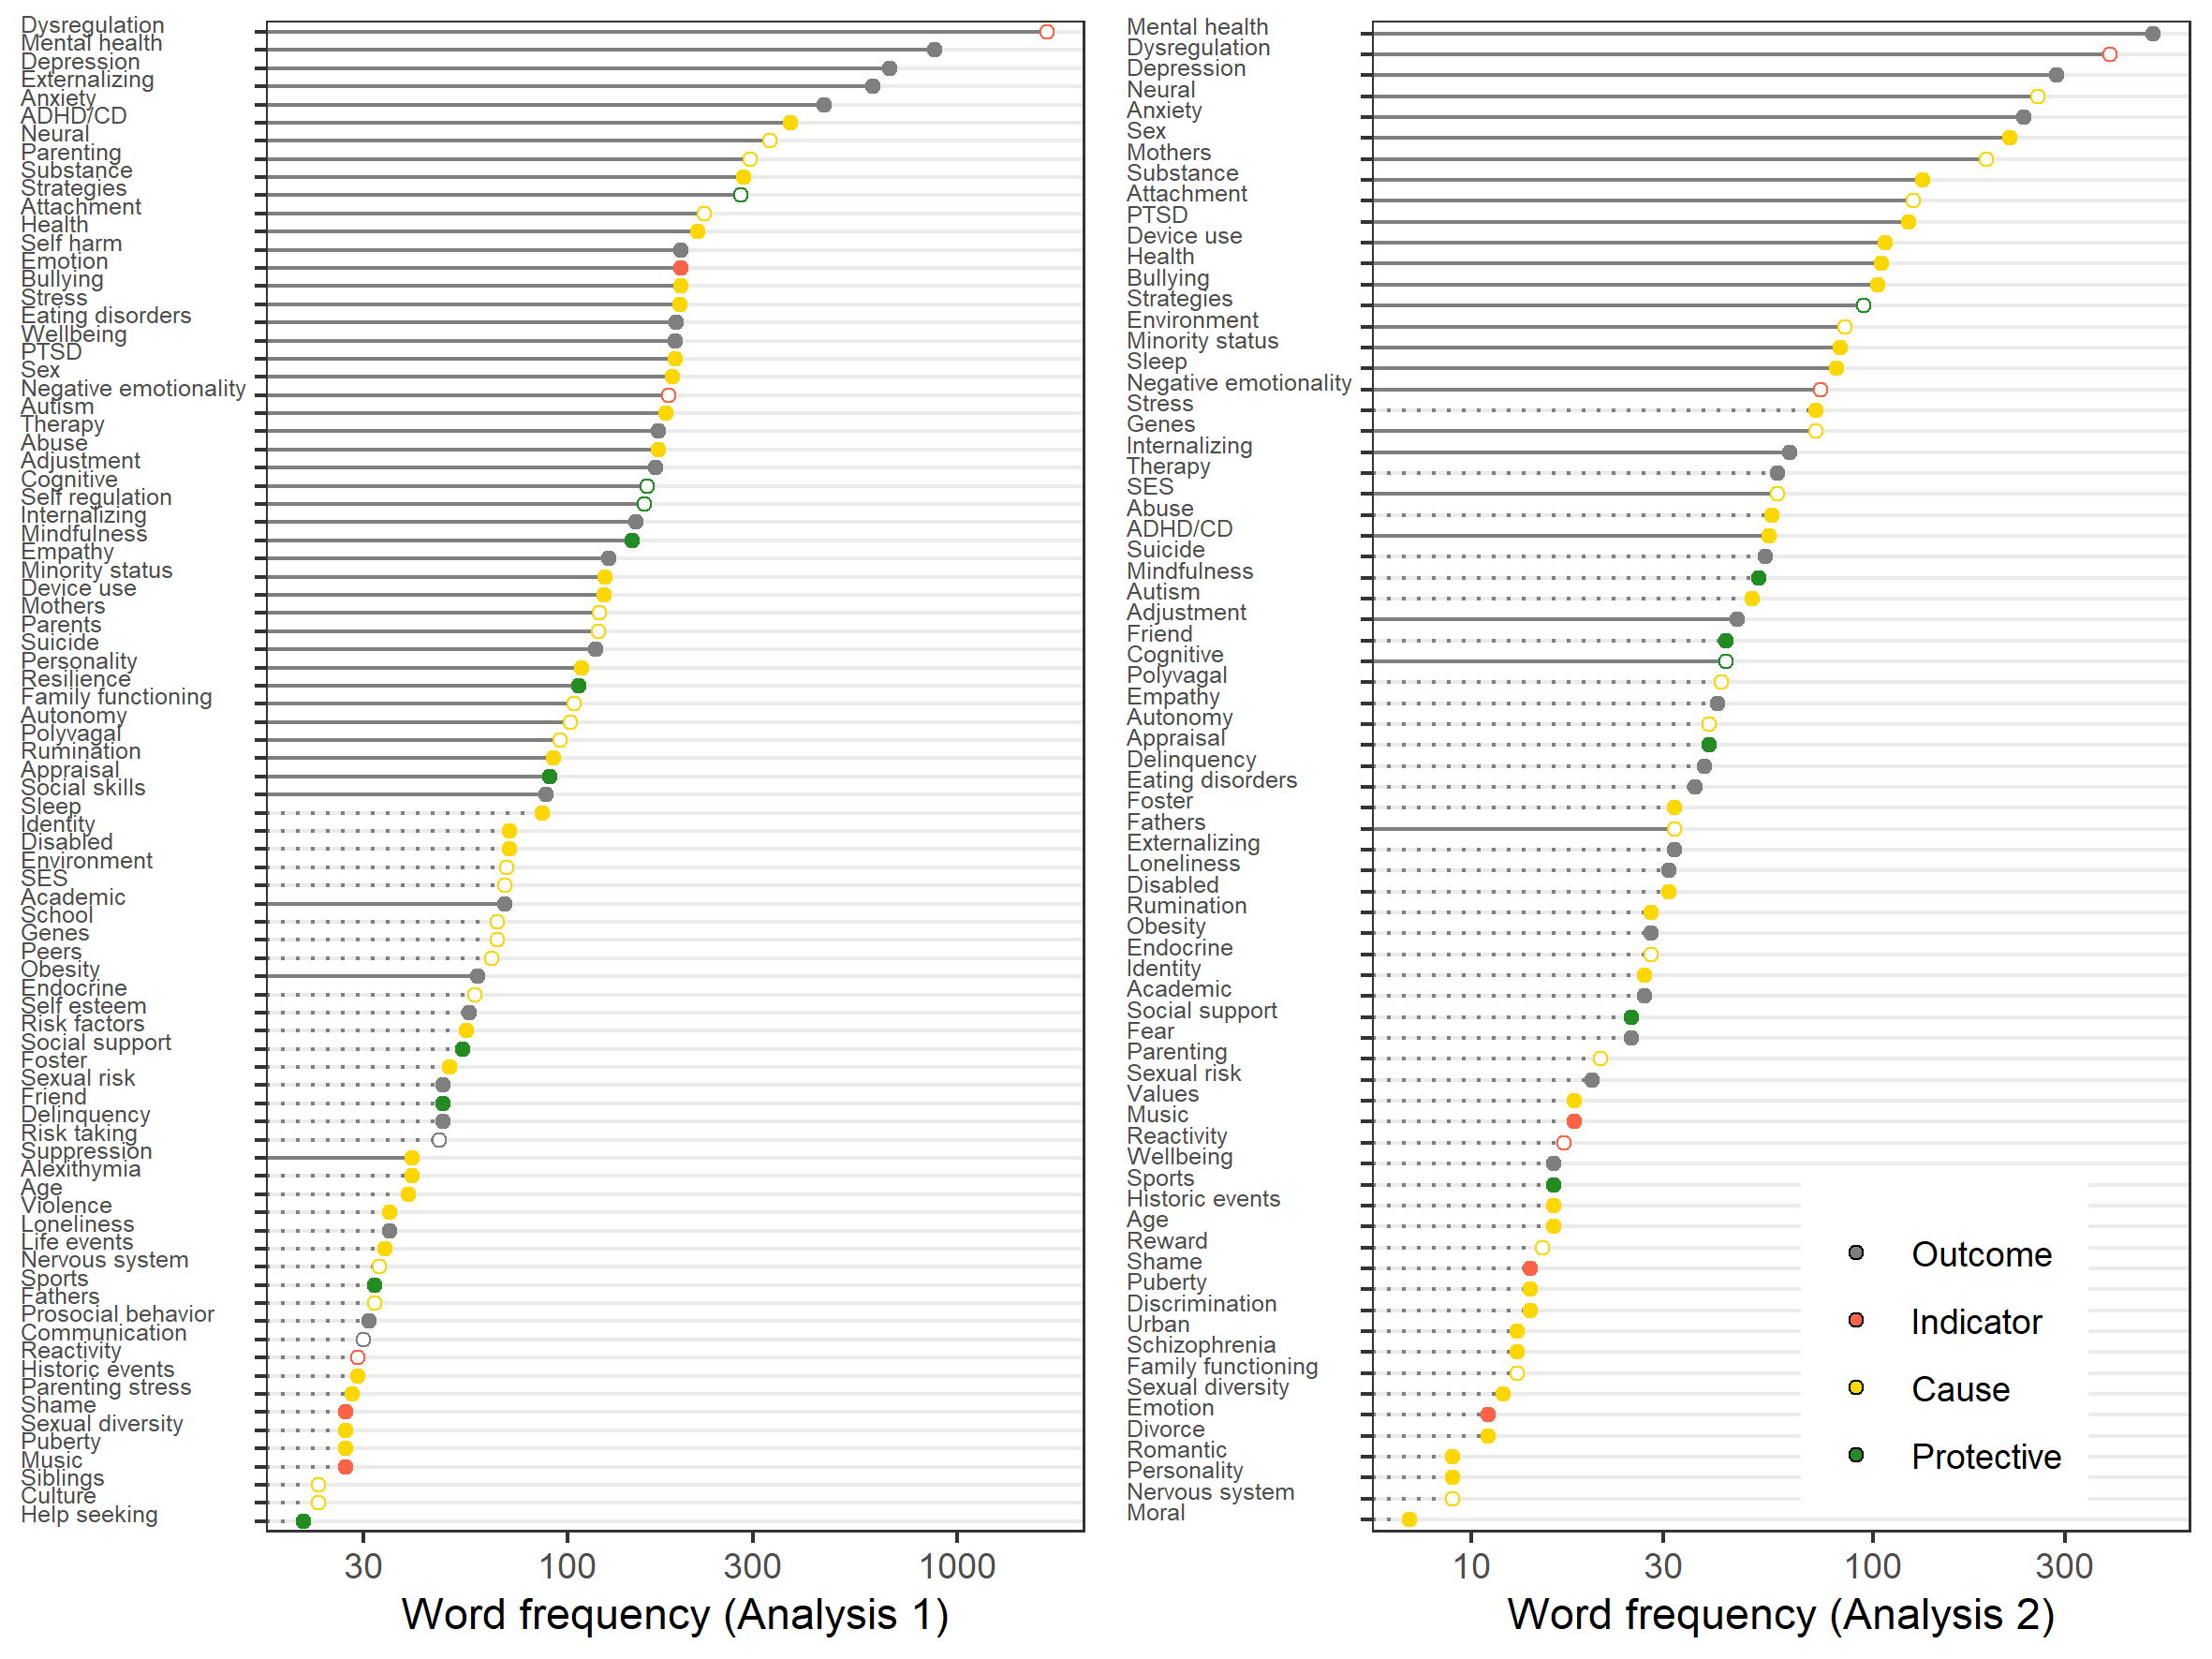 Dysregulation
Mental health
Depression
Externalizing
Anxiety
ADHD/CD
Neural
Parenting
Substance
Strategies
Attachment
Health
Self harm
Emotion
Bullying
Stress
Eating disorders
Wellbeing
PTSD
Sex
Negative emotionality
Autism
Therapy
Abuse
Adjustment
Cognitive
Self regulation
Internalizing
Mindfulness
Empathy
Minority status
Device use
Mothers
Parents
Suicide
Personality
Resilience
Family functioning
Autonomy
Polyvagal
Rumination
Appraisal
Social skills
Sleep
Identity
Disabled
Environment
SES
Academic
School
Genes
Peers
Obesity
Endocrine
Self esteem
Risk factors
Social support
Foster
Sexual risk
Friend
Delinquency
Risk taking
Suppression
Alexithymia
Age
Violence
Loneliness
Life events
Nervous system
Sports
Fathers
Prosocial behavior
Communication
Reactivity
Historic events
Parenting stress
Shame
Sexual diversity
Puberty
Music
Siblings
Culture
Help seeking
30 100 300 1000
Word frequency (Analysis 1)
Mental health
Dysregulation
Depression
Neural
Anxiety
Sex
Mothers
Substance
Attachment
PTSD
Device use
Health
Bullying
Strategies
Environment
Minority status
Sleep
Negative emotionality
Stress
Genes
Internalizing
Therapy
SES
Abuse
ADHD/CD
Suicide
Mindfulness
Autism
Adjustment
Friend
Cognitive
Polyvagal
Empathy
Autonomy
Appraisal
Delinquency
Eating disorders
Foster
Fathers
Externalizing
Loneliness
Disabled
Rumination
Obesity
Endocrine
Identity
Academic
Social support
Fear
Parenting
Sexual risk
Values
Music
Reactivity
Wellbeing
Sports
Historic events
Age
Reward
Shame
Puberty
Discrimination
Urban
Schizophrenia
Family functioning
Sexual diversity
Emotion
Divorce
Romantic
Personality
Nervous system
Moral
Outcome
Indicator
Cause
Protective
10 30 100 300
Word frequency (Analysis 2)